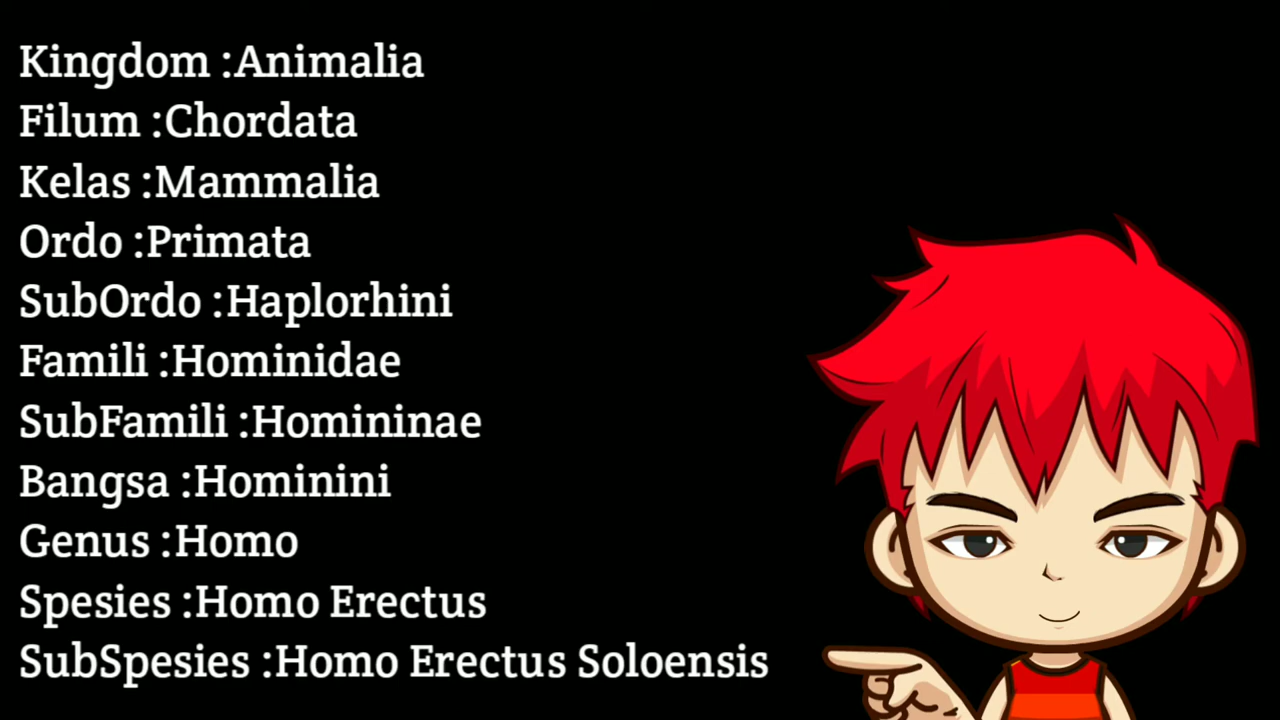 Kingdom :Animalia
Filum :Chordata
Kelas :Mammalia
Ordo :Primata
SubOrdo :Haplorhini
Famili :Hominidae
SubFamili :Homininae
Bangsa :Hominini
Genus :Homo
Spesies :Homo Erectus
SubSpesies :Homo Erectus Soloensis